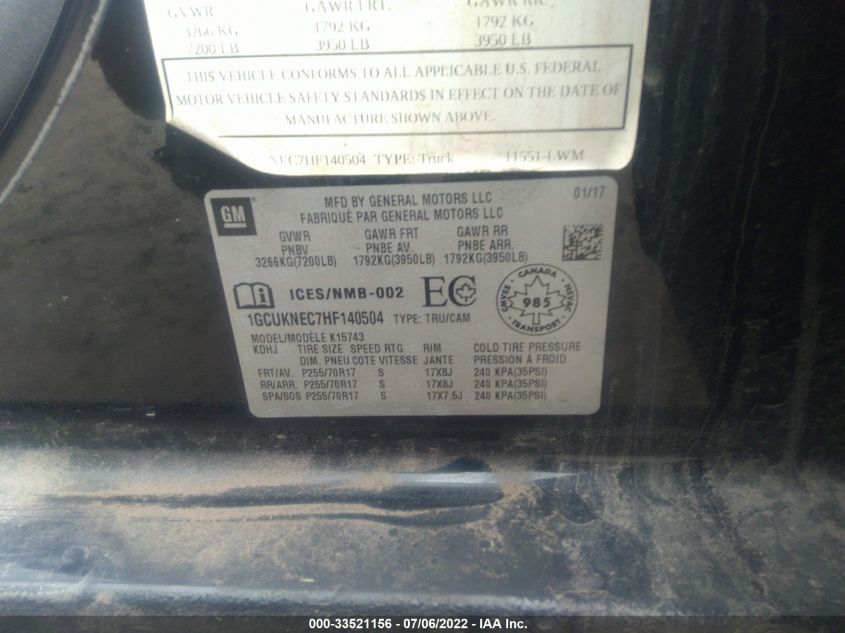 GVWR GAWR FRT. GAWR RR.
3266 KG 1792 KG 1792 KG
7200 LB 3950 LB 3950 LB
THIS VEHICLE CONFORMS TO ALL APPLICABLE U.S. FEDERAL
MOTOR VEHICLE SAFETY STANDARDS IN EFFECT ON THE DATE OF
MANUFACTURE SHOWN ABOVE.
NEC7HF140504 TYPE: Truck 11551-LWM
GM
MFD BY GENERAL MOTORS LLC 01/17
FABRIQUÉ PAR GENERAL MOTORS LLC
GVWR GAWR FRT GAWR RR
PNBV PNBE AV. PNBE ARR.
3266KG(7200LB) 1792KG(3950LB) 1792KG(3950LB)
i ICES/NMB-002 EC
CANADA
CMVSS 985 NSVAC
TRANSPORT
1GCUKNEC7HF140504 TYPE: TRU/CAM
MODEL/MODÈLE K15743
KDHJ TIRE SIZE SPEED RTG RIM COLD TIRE PRESSURE
DIM. PNEU COTE VITESSE JANTE PRESSION A FROID
FRT/AV. P255/70R17 S 17X8J 240 KPA(35PSI)
RR/ARR. P255/70R17 S 17X8J 240 KPA(35PSI)
SPA/SOS P255/70R17 S 17X7.5J 240 KPA(35PSI)
000-33521156 - 07/06/2022 - IAA Inc.